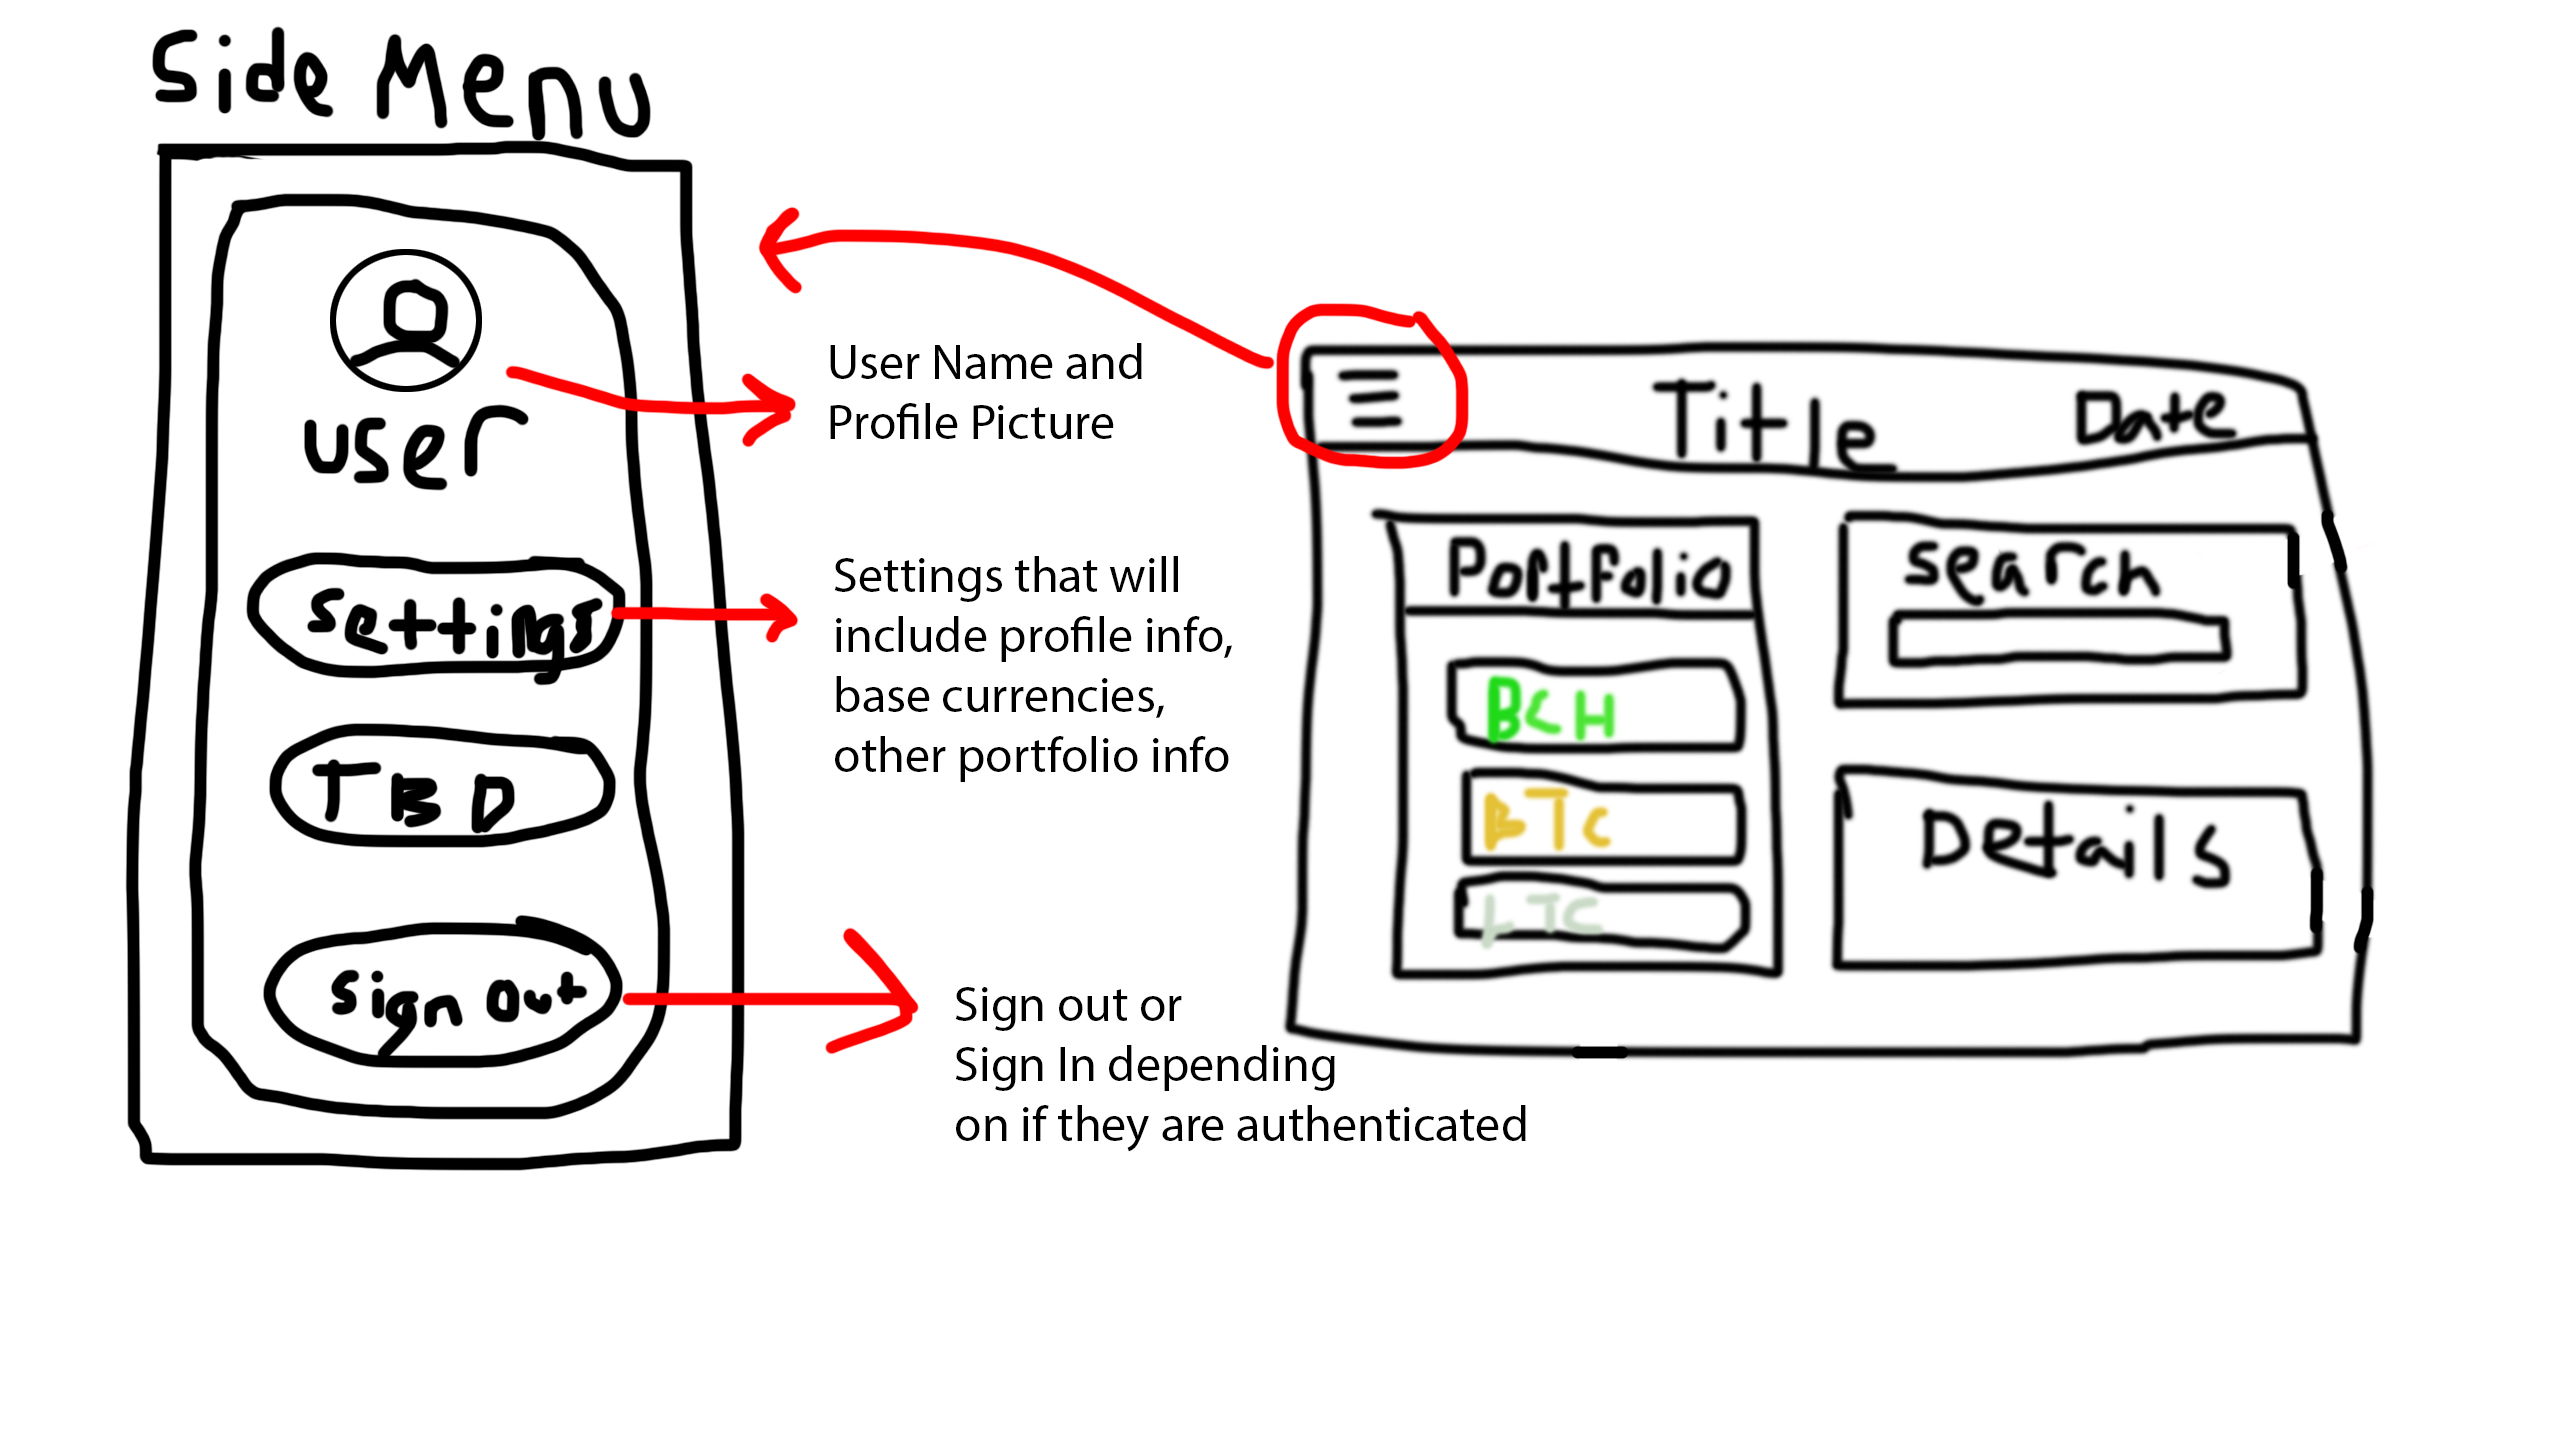 Side Menu
User
Settings
TBD
Sign out
User Name and
Profile Picture
Settings that will
include profile info,
base currencies,
other portfolio info
Sign out or
Sign In depending
on if they are authenticated
Title
Date
Portfolio
BCH
BTC
LTC
Search
Details